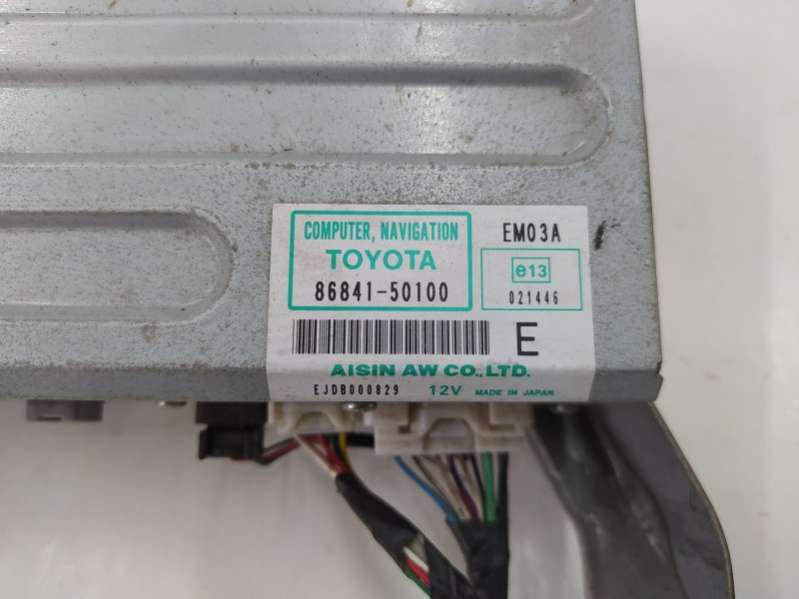 COMPUTER, NAVIGATION
TOYOTA
86841-50100
EM03A
e13
021446
E
AISIN AW CO., LTD.
EJDB000829 12V MADE IN JAPAN